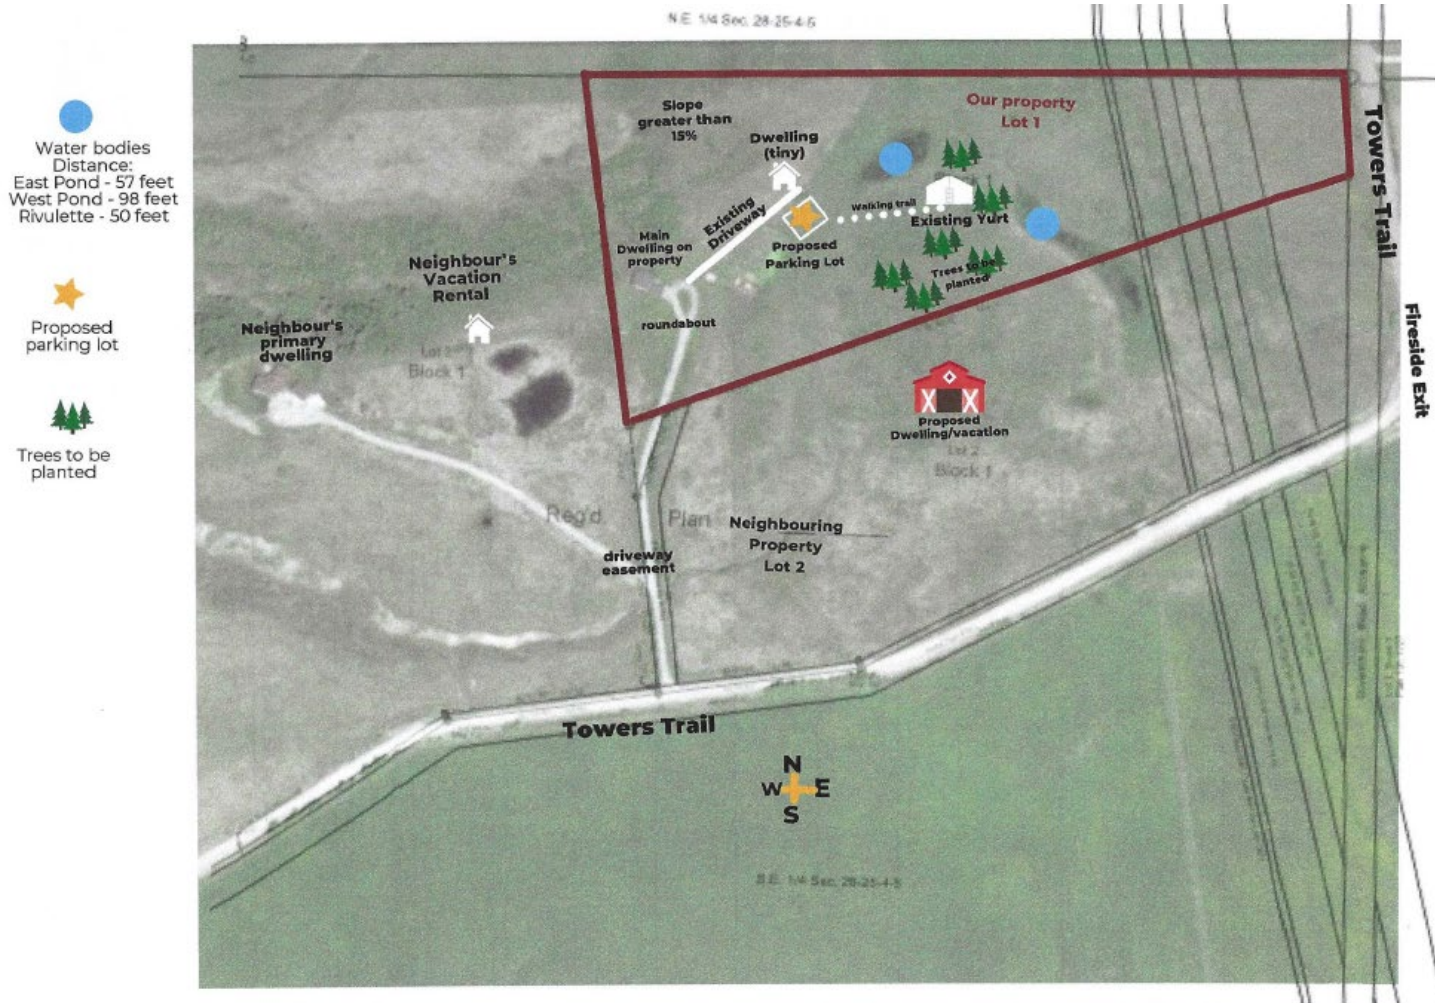 N.E. 1/4 Sec. 28-25-4-5
Water bodies
Distance:
East Pond - 57 feet
West Pond - 98 feet
Rivulette - 50 feet
Proposed
parking lot
Trees to be
planted
Slope
greater than
15%
Dwelling
(tiny)
Our property
Lot 1
Existing
Driveway
Walking trail
Existing Yurt
Proposed
Parking Lot
Main
Dwelling on
property
Trees to be
planted
roundabout
Neighbour's
Vacation
Rental
Neighbour's
primary
dwelling
Block 1
Proposed
Dwelling/vacation
Lot 2
Block 1
Reg'd Plan
Neighbouring
Property
Lot 2
driveway
easement
Towers Trail
Towers Trail
Fireside Exit
N
W E
S
S.E. 1/4 Sec. 28-25-4-5